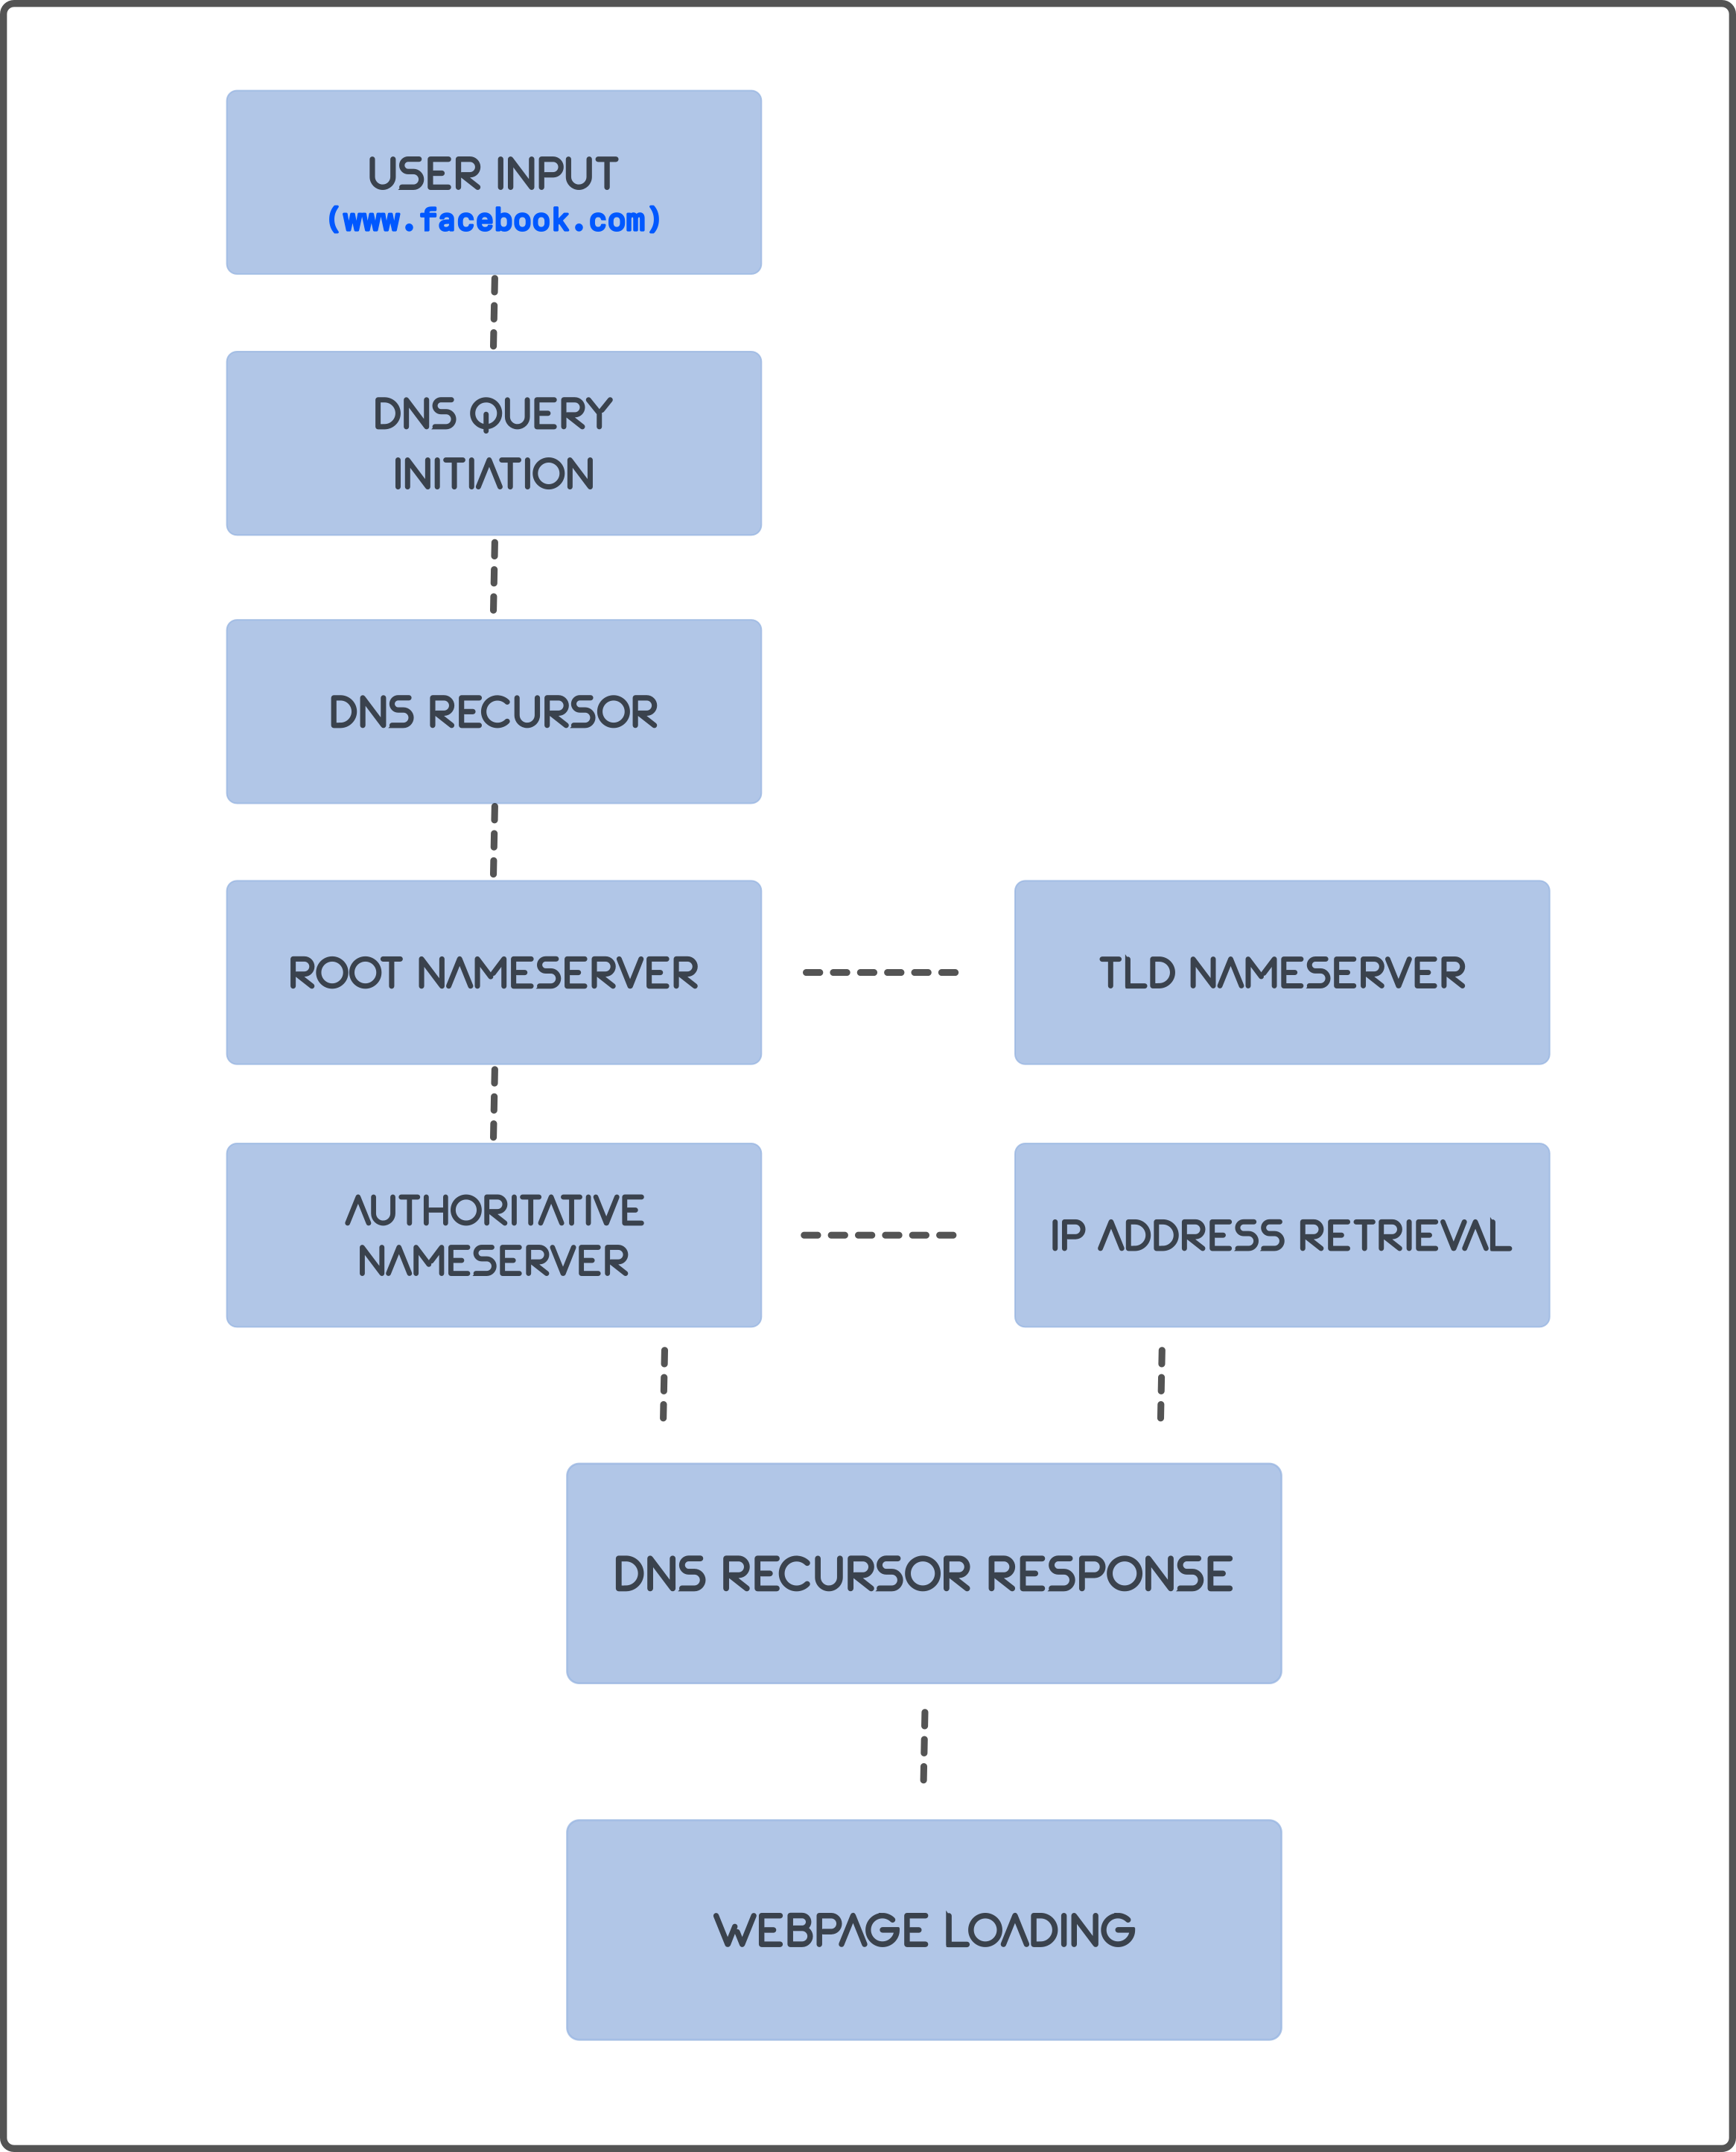 USER INPUT
(www.facebook.com)
DNS QUERY
INITIATION
DNS RECURSOR
ROOT NAMESERVER
TLD NAMESERVER
AUTHORITATIVE
NAMESERVER
IP ADDRESS RETRIEVAL
DNS RECURSOR RESPONSE
WEBPAGE LOADING